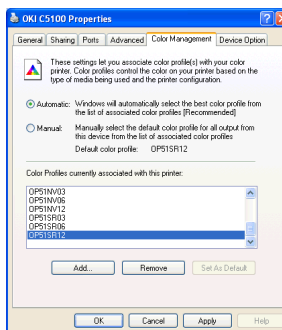 OKI C5100 Properties
General Sharing Ports Advanced Color Management Device Option
These settings let you associate color profile(s) with your color
printer. Color profiles control the color on your printer based on the
type of media being used and the printer configuration.
Automatic: Windows will automatically select the best color profile from
the list of associated color profiles [Recommended]
Manual: Manually select the default color profile for all output from
this device from the list of associated color profiles
Default color profile: OP51SR12
Color Profiles currently associated with this printer:
OP51NV03
OP51NV06
OP51NV12
OP51SR03
OP51SR06
OP51SR12
Add... Remove Set As Default
OK Cancel Apply Help